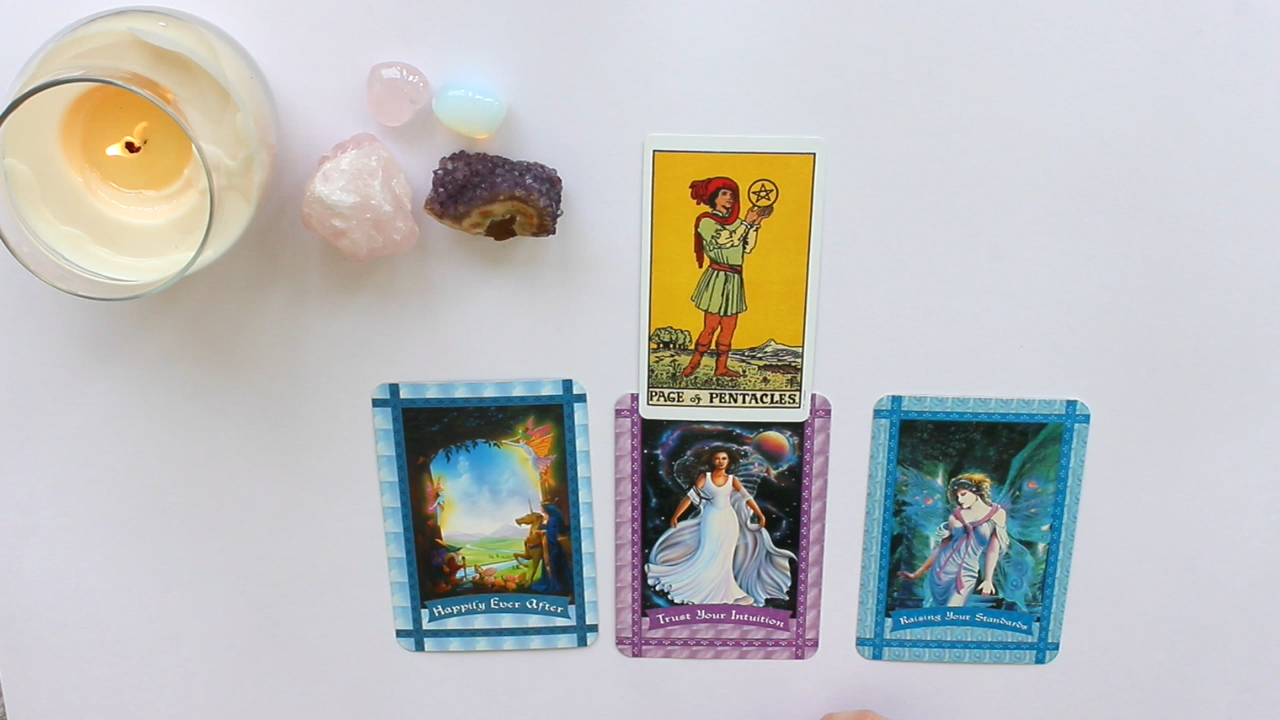 PAGE of PENTACLES.
Happily Ever After
Trust Your Intuition
Raising Your Standards